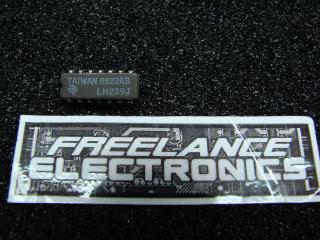 TAIWAN 8822AB
LM239J
FREELANCE
ELECTRONICS